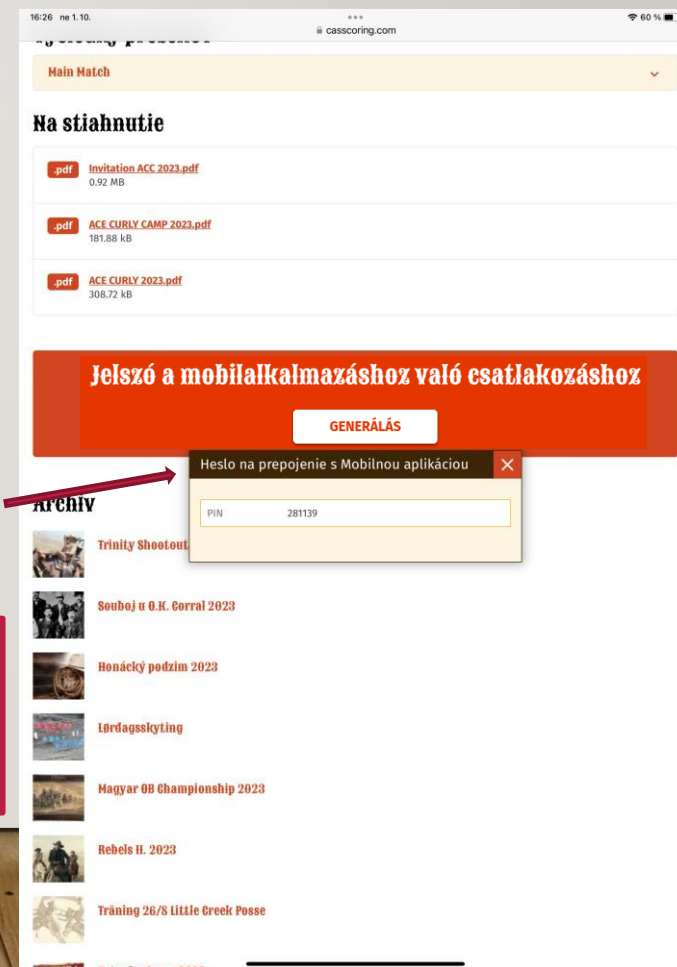 16:26 ne 1.10.
casscoring.com
60 %
Main Match
Na stiahnutie
.pdf Invitation ACC 2023.pdf
0.92 MB
.pdf ACE CURLY CAMP 2023.pdf
181.88 kB
.pdf ACE CURLY 2023.pdf
308.72 kB
Jelszó a mobilalkalmazáshoz való csatlakozáshoz
GENERÁLÁS
Heslo na prepojenie s Mobilnou aplikáciou
Archív
PIN 281139
Trinity Shootout
Souboj u O.K. Corral 2023
Honácký podzim 2023
Lørdagsskyting
Magyar OB Championship 2023
Rebels II. 2023
Träning 26/8 Little Creek Posse